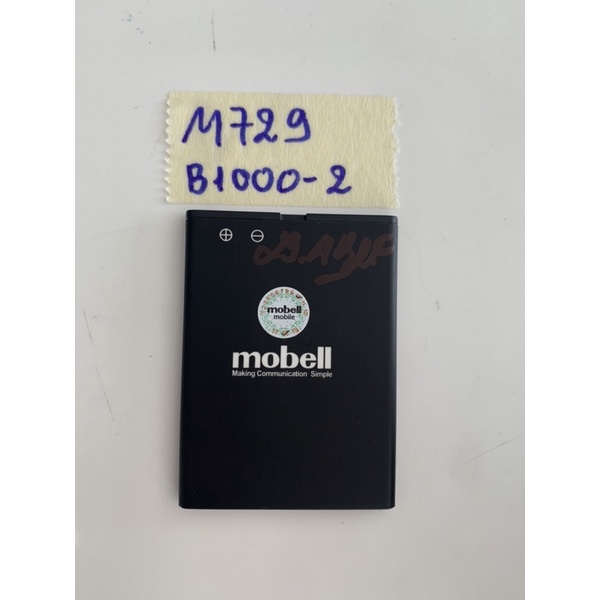 M729
B1000-2
mobell
mobile
mobell
Making Communication Simple